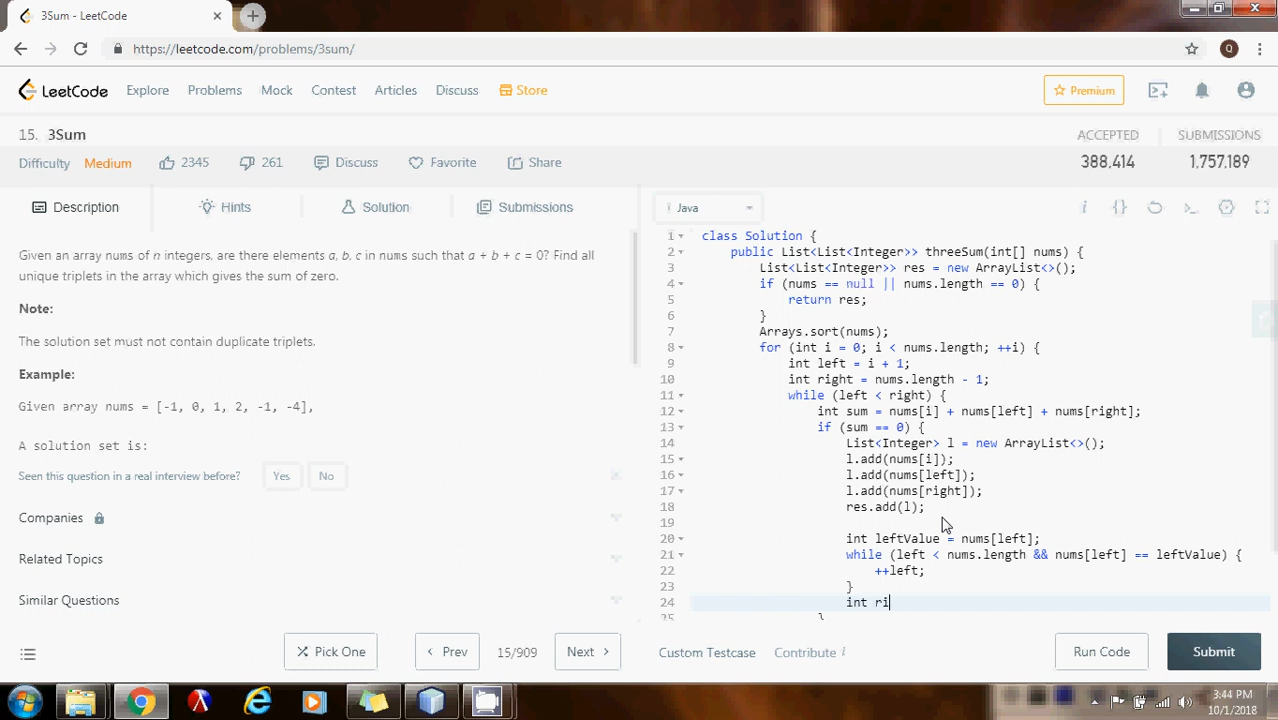 3Sum - LeetCode
https://leetcode.com/problems/3sum/
Q
LeetCode
Explore
Problems
Mock
Contest
Articles
Discuss
Store
Premium
15. 3Sum
ACCEPTED
SUBMISSIONS
Difficulty
Medium
2345
261
Discuss
Favorite
Share
388,414
1,757,189
Description
Hints
Solution
Submissions
Java
Given an array nums of n integers, are there elements a, b, c in nums such that a + b + c = 0? Find all
unique triplets in the array which gives the sum of zero.
Note:
The solution set must not contain duplicate triplets.
Example:
Given array nums = [-1, 0, 1, 2, -1, -4],
A solution set is:
Seen this question in a real interview before?
Yes
No
Companies
Related Topics
Similar Questions
1 class Solution {
2 public List<List<Integer>> threeSum(int[] nums) {
3 List<List<Integer>> res = new ArrayList<>();
4 if (nums == null || nums.length == 0) {
5 return res;
6 }
7 Arrays.sort(nums);
8 for (int i = 0; i < nums.length; ++i) {
9 int left = i + 1;
10 int right = nums.length - 1;
11 while (left < right) {
12 int sum = nums[i] + nums[left] + nums[right];
13 if (sum == 0) {
14 List<Integer> l = new ArrayList<>();
15 l.add(nums[i]);
16 l.add(nums[left]);
17 l.add(nums[right]);
18 res.add(l);
19
20 int leftValue = nums[left];
21 while (left < nums.length && nums[left] == leftValue) {
22 ++left;
23 }
24 int ri
25 }
Pick One
Prev
15/909
Next
Custom Testcase
Contribute i
Run Code
Submit
3:44 PM
10/1/2018